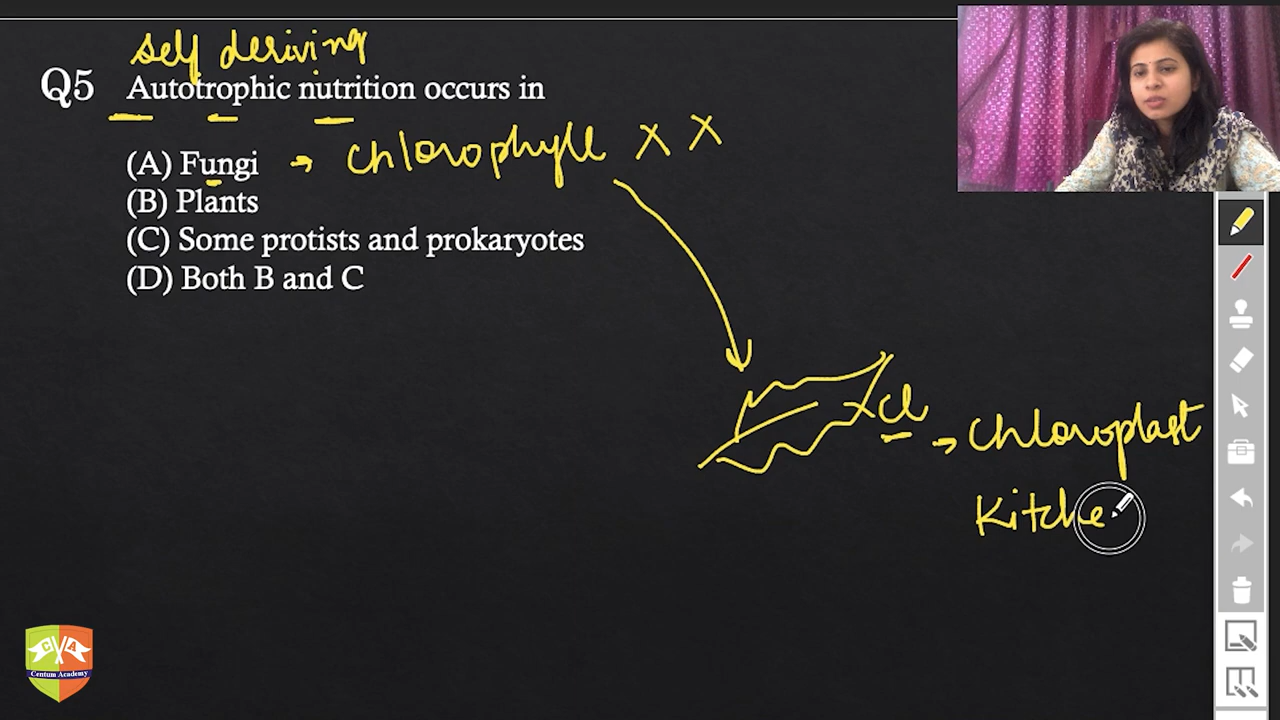 self deriving
Q5 Autotrophic nutrition occurs in
(A) Fungi → chlorophyll X X
(B) Plants
(C) Some protists and prokaryotes
(D) Both B and C
Cl → Chloroplast
Kitche
C A
Centum Academy